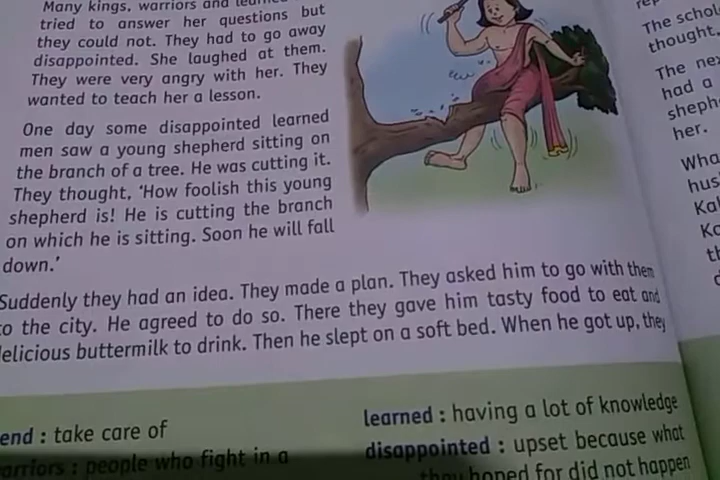 Many kings, warriors and learned
tried to answer her questions but
they could not. They had to go away
disappointed. She laughed at them.
They were very angry with her. They
wanted to teach her a lesson.
One day some disappointed learned
men saw a young shepherd sitting on
the branch of a tree. He was cutting it.
They thought, ‘How foolish this young
shepherd is! He is cutting the branch
on which he is sitting. Soon he will fall
down.’
Suddenly they had an idea. They made a plan. They asked him to go with them
to the city. He agreed to do so. There they gave him tasty food to eat and
delicious buttermilk to drink. Then he slept on a soft bed. When he got up, they
end : take care of
warriors : people who fight in a
learned : having a lot of knowledge
disappointed : upset because what
they hoped for did not happen
The schol
thought.
The ne
had a
sheph
her.
Wha
hus
Kal